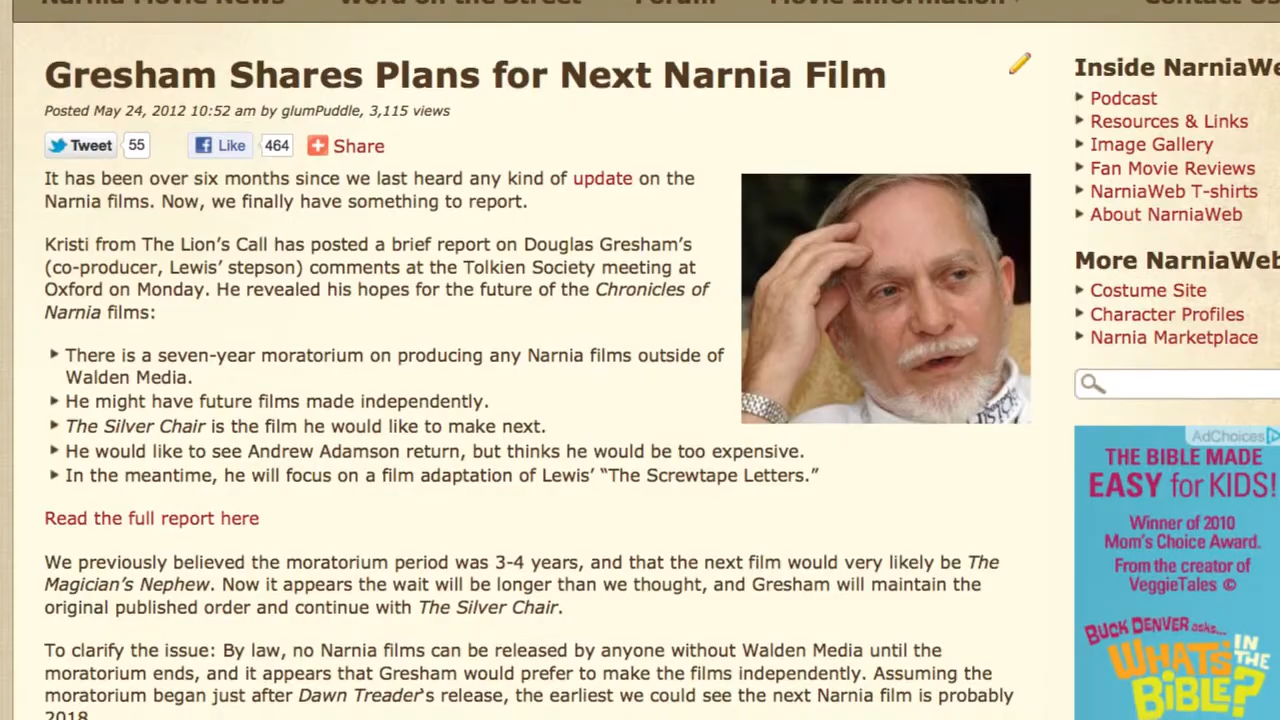 Narnia Movie News Word on the Street Forum Movie Information Contact Us
Gresham Shares Plans for Next Narnia Film
Posted May 24, 2012 10:52 am by glumPuddle, 3,115 views
Tweet 55 Like 464 Share
It has been over six months since we last heard any kind of update on the
Narnia films. Now, we finally have something to report.
Kristi from The Lion's Call has posted a brief report on Douglas Gresham's
(co-producer, Lewis' stepson) comments at the Tolkien Society meeting at
Oxford on Monday. He revealed his hopes for the future of the Chronicles of
Narnia films:
There is a seven-year moratorium on producing any Narnia films outside of
Walden Media.
He might have future films made independently.
The Silver Chair is the film he would like to make next.
He would like to see Andrew Adamson return, but thinks he would be too expensive.
In the meantime, he will focus on a film adaptation of Lewis' “The Screwtape Letters.”
Read the full report here
We previously believed the moratorium period was 3-4 years, and that the next film would very likely be The
Magician's Nephew. Now it appears the wait will be longer than we thought, and Gresham will maintain the
original published order and continue with The Silver Chair.
To clarify the issue: By law, no Narnia films can be released by anyone without Walden Media until the
moratorium ends, and it appears that Gresham would prefer to make the films independently. Assuming the
moratorium began just after Dawn Treader's release, the earliest we could see the next Narnia film is probably
2018.
Inside NarniaWe
Podcast
Resources & Links
Image Gallery
Fan Movie Reviews
NarniaWeb T-shirts
About NarniaWeb
More NarniaWeb
Costume Site
Character Profiles
Narnia Marketplace
AdChoices
THE BIBLE MADE
EASY for KIDS!
Winner of 2010
Mom's Choice Award.
From the creator of
VeggieTales ©
BUCK DENVER asks...
WHAT'S
IN THE
BiBLE?